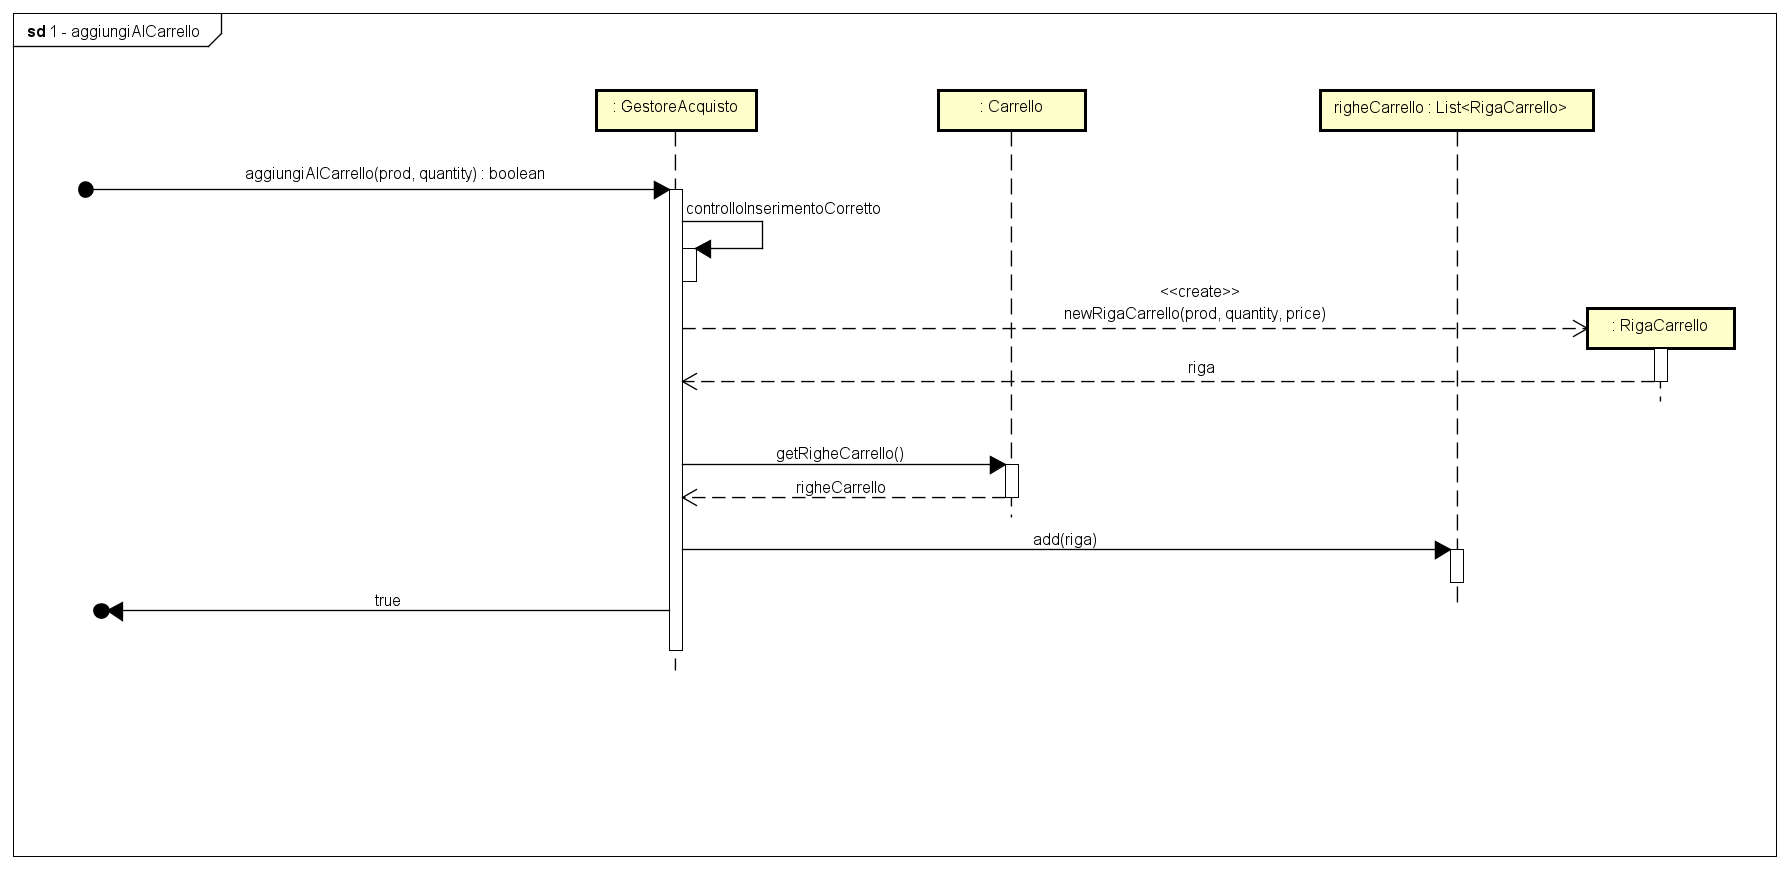 sd 1 - aggiungiAlCarrello
: GestoreAcquisto
: Carrello
righeCarrello : List<RigaCarrello>
aggiungiAlCarrello(prod, quantity) : boolean
controlloInserimentoCorretto
<<create>>
newRigaCarrello(prod, quantity, price)
: RigaCarrello
riga
getRigheCarrello()
righeCarrello
add(riga)
true